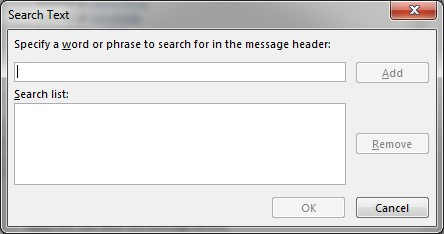 Search Text
Specify a word or phrase to search for in the message header:
Add
Search list:
Remove
OK
Cancel